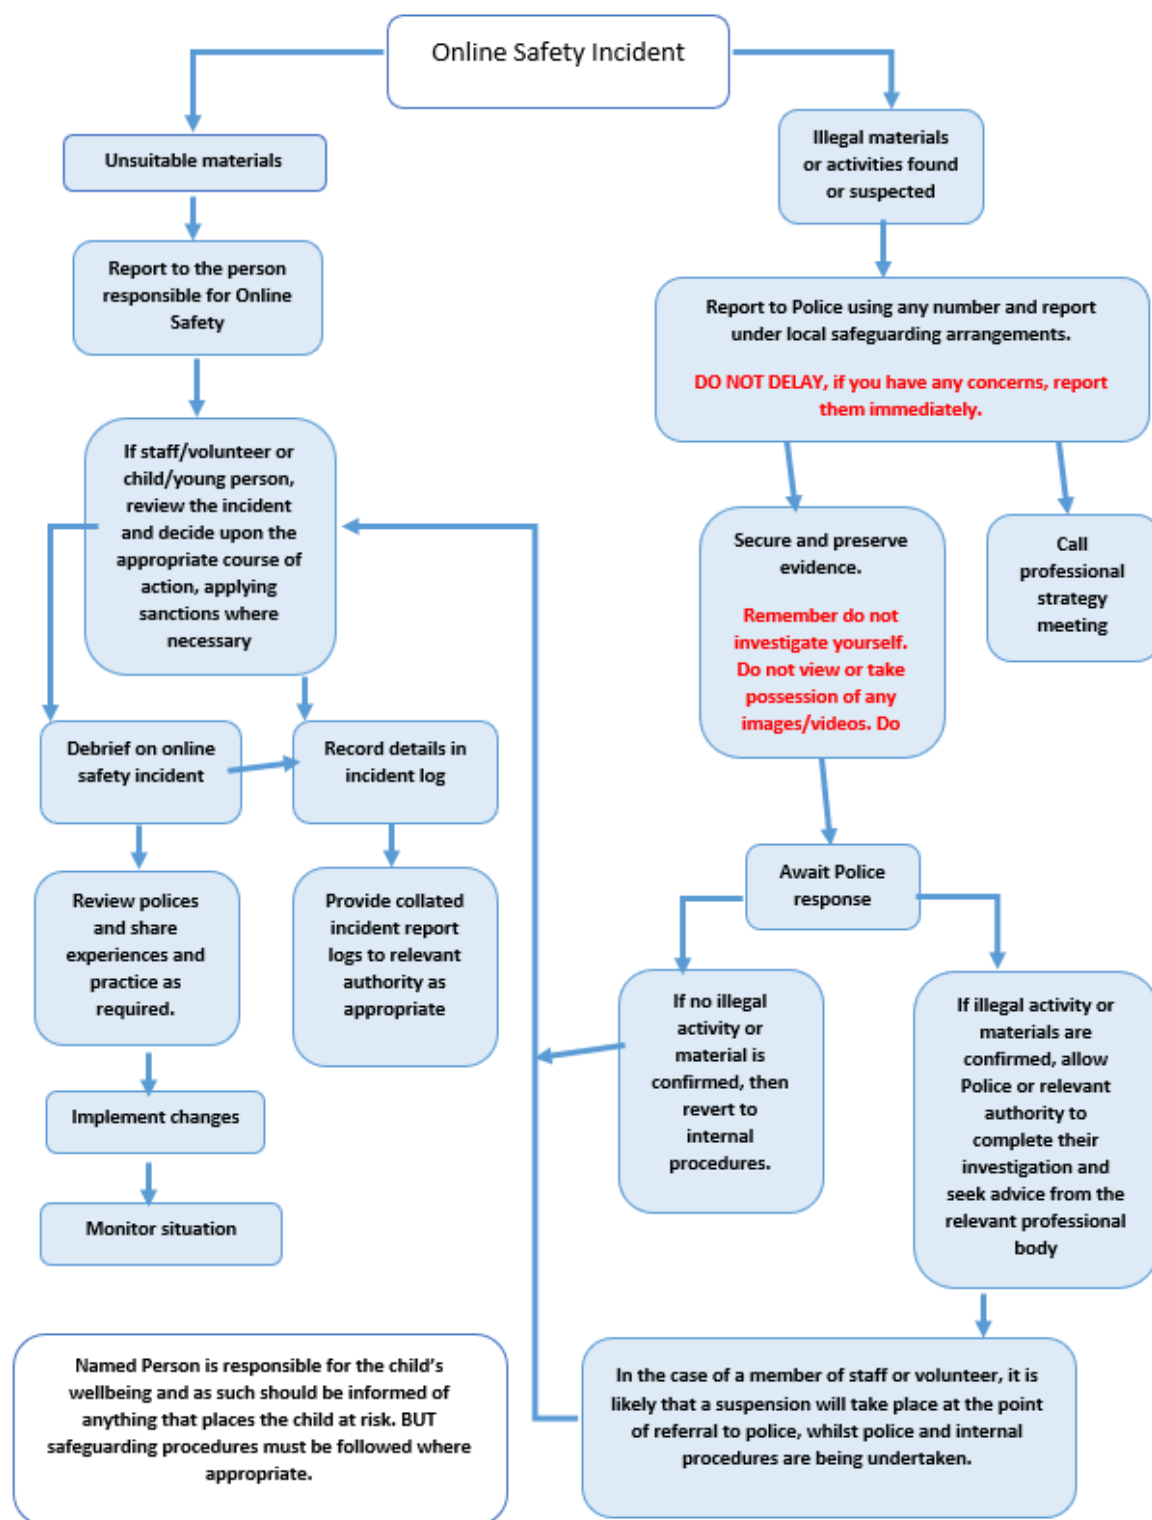 Online Safety Incident
Unsuitable materials
Illegal materials
or activities found
or suspected
Report to the person
responsible for Online
Safety
Report to Police using any number and report
under local safeguarding arrangements.
DO NOT DELAY, if you have any concerns, report
them immediately.
If staff/volunteer or
child/young person,
review the incident
and decide upon the
appropriate course of
action, applying
sanctions where
necessary
Secure and preserve
evidence.
Remember do not
investigate yourself.
Do not view or take
possession of any
images/videos. Do
Call
professional
strategy
meeting
Debrief on online
safety incident
Record details in
incident log
Review polices
and share
experiences and
practice as
required.
Provide collated
incident report
logs to relevant
authority as
appropriate
Await Police
response
If no illegal
activity or
material is
confirmed, then
revert to
internal
procedures.
If illegal activity or
materials are
confirmed, allow
Police or relevant
authority to
complete their
investigation and
seek advice from the
relevant professional
body
Implement changes
Monitor situation
Named Person is responsible for the child’s
wellbeing and as such should be informed of
anything that places the child at risk. BUT
safeguarding procedures must be followed where
appropriate.
In the case of a member of staff or volunteer, it is
likely that a suspension will take place at the point
of referral to police, whilst police and internal
procedures are being undertaken.